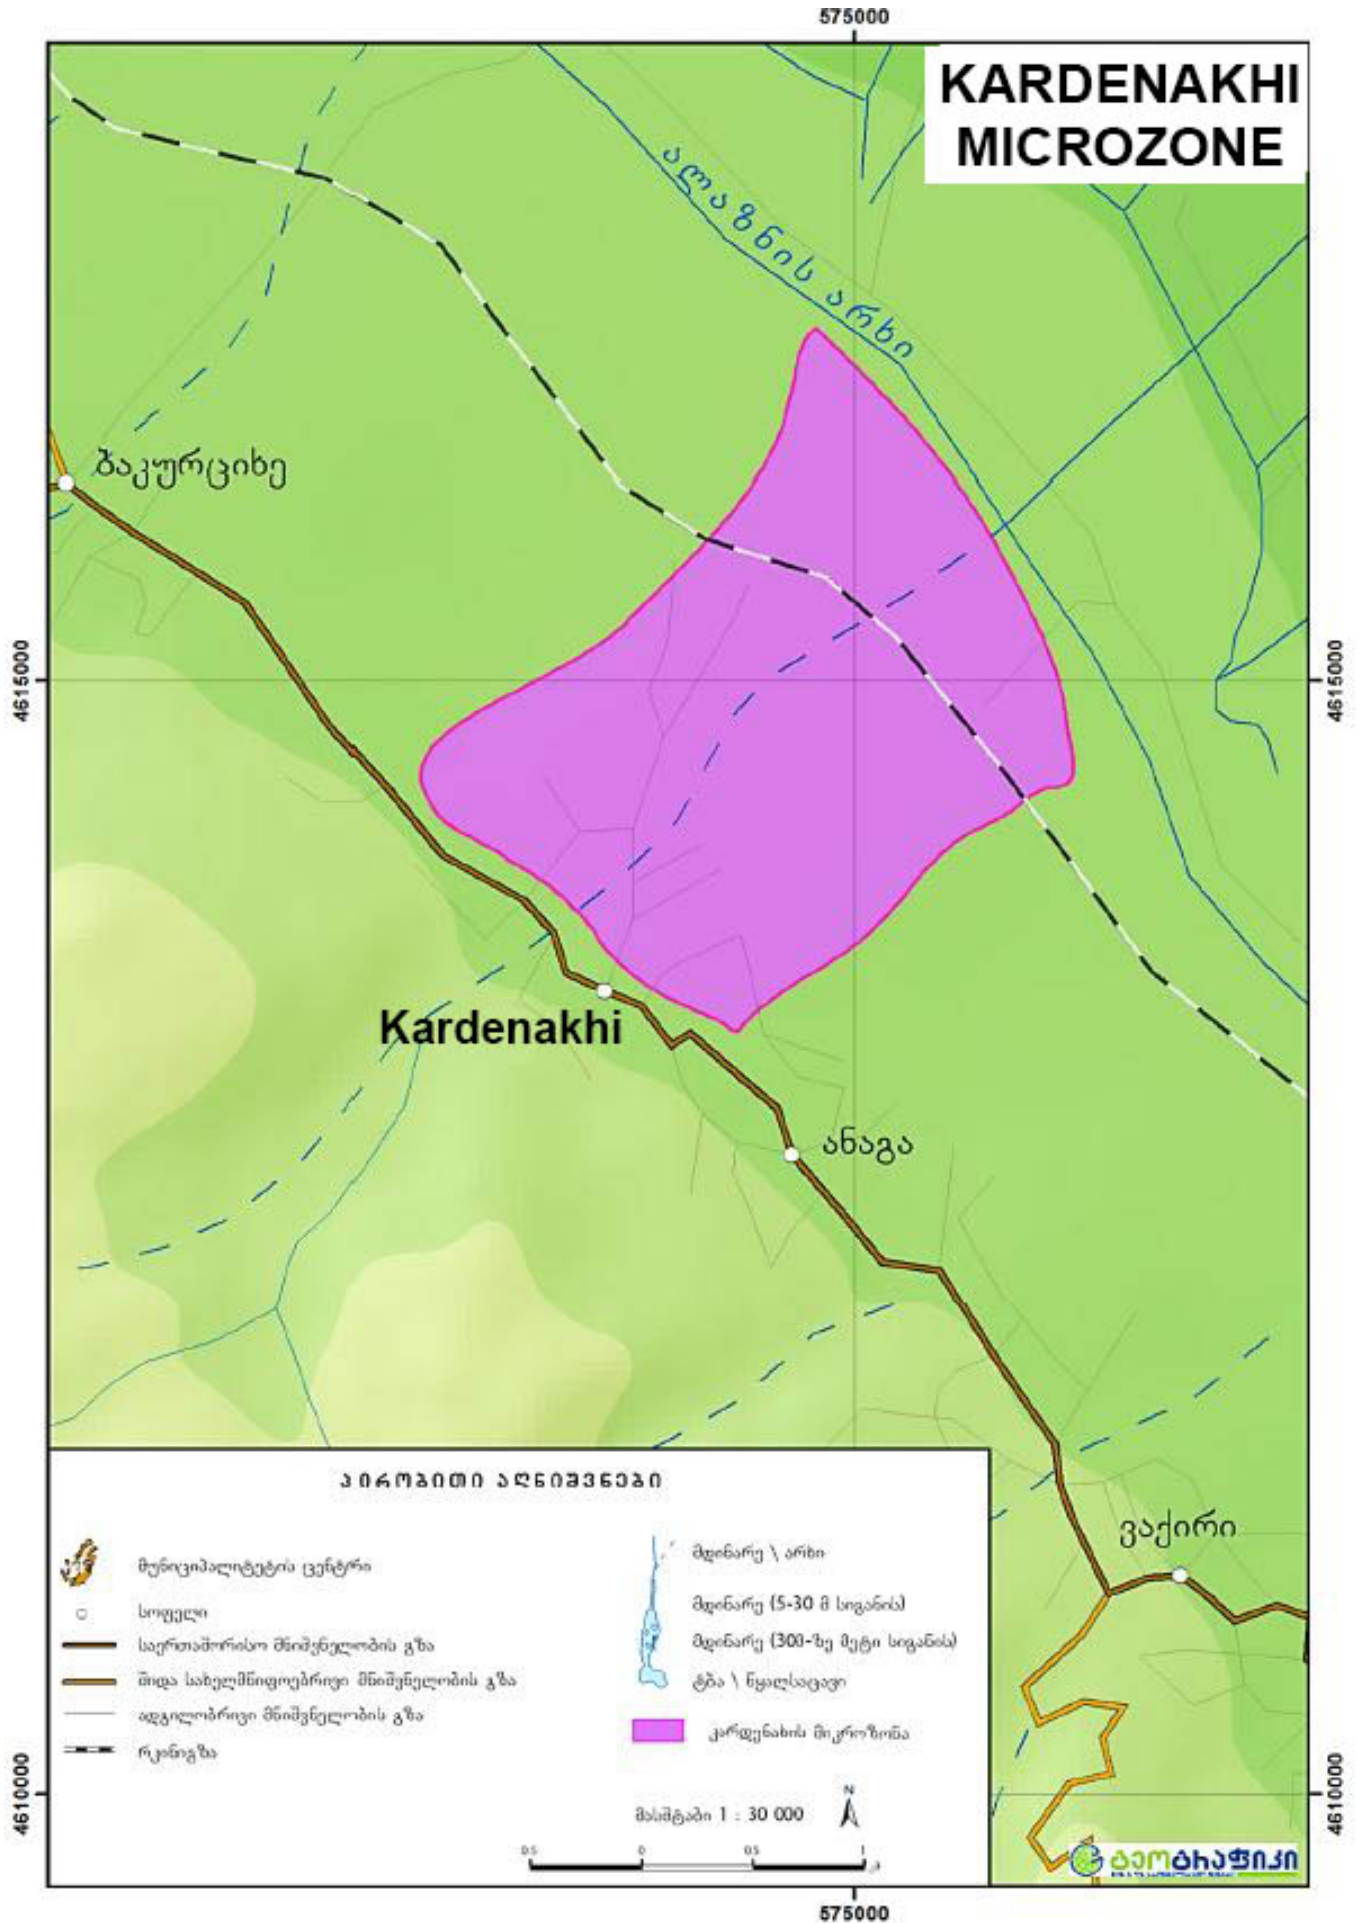 575000
KARDENAKHI
MICROZONE
ალაზნის არხი
ბაკურციხე
4615000
4615000
Kardenakhi
ანაგა
ვაქირი
პირობითი აღნიშვნები
მუნიციპალიტეტის ცენტრი
სოფელი
საერთაშორისო მნიშვნელობის გზა
შიდა სახელმწიფოებრივი მნიშვნელობის გზა
ადგილობრივი მნიშვნელობის გზა
რკინიგზა
მდინარე \ არხი
მდინარე (5-30 მ სიგანის)
მდინარე (30მ-ზე მეტი სიგანის)
ტბა \ წყალსაცავი
კარდენახის მიკროზონა
N
მასშტაბი 1 : 30 000
0.5 0 0.5 1
4610000
4610000
გეოგრაფიკი
575000